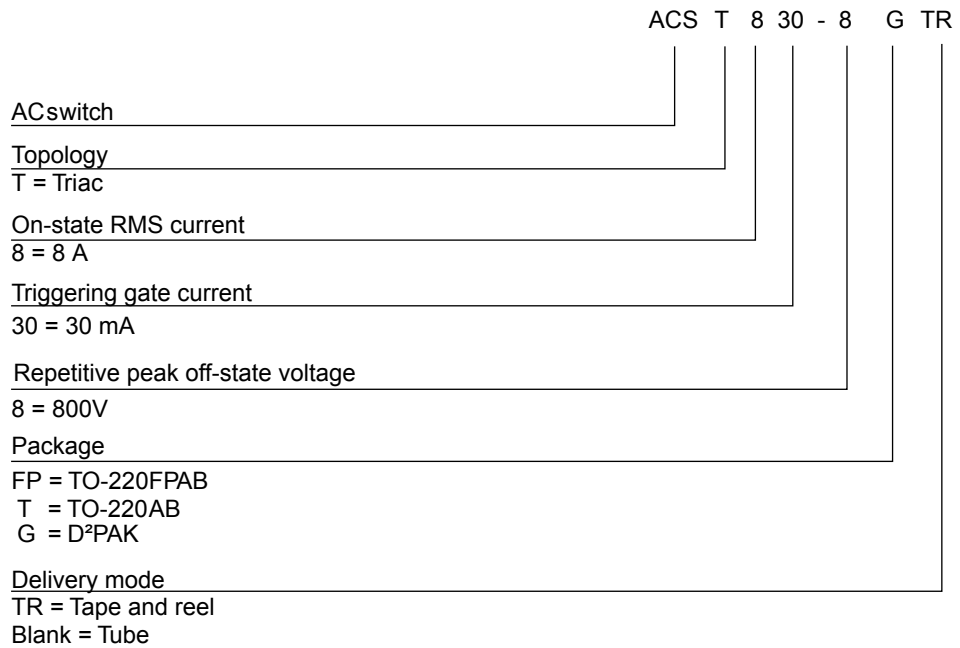 ACS T 8 30 - 8 G TR
ACswitch
Topology
T = Triac
On-state RMS current
8 = 8 A
Triggering gate current
30 = 30 mA
Repetitive peak off-state voltage
8 = 800V
Package
FP = TO-220FPAB
T = TO-220AB
G = D²PAK
Delivery mode
TR = Tape and reel
Blank = Tube